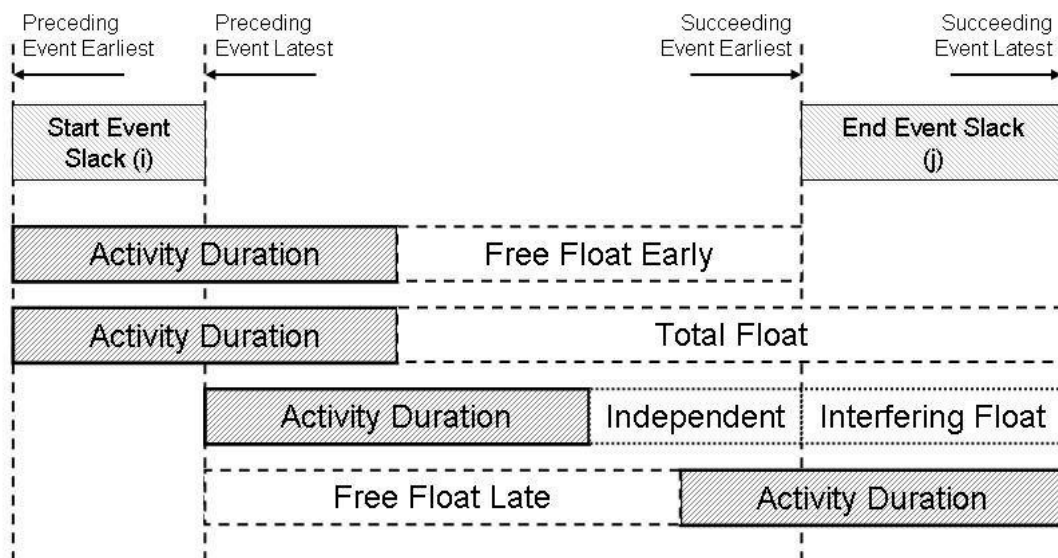 Preceding
Event Earliest
Preceding
Event Latest
Succeeding
Event Earliest
Succeeding
Event Latest
Start Event
Slack (i)
End Event Slack
(j)
Activity Duration
Free Float Early
Activity Duration
Total Float
Activity Duration
Independent
Interfering Float
Free Float Late
Activity Duration